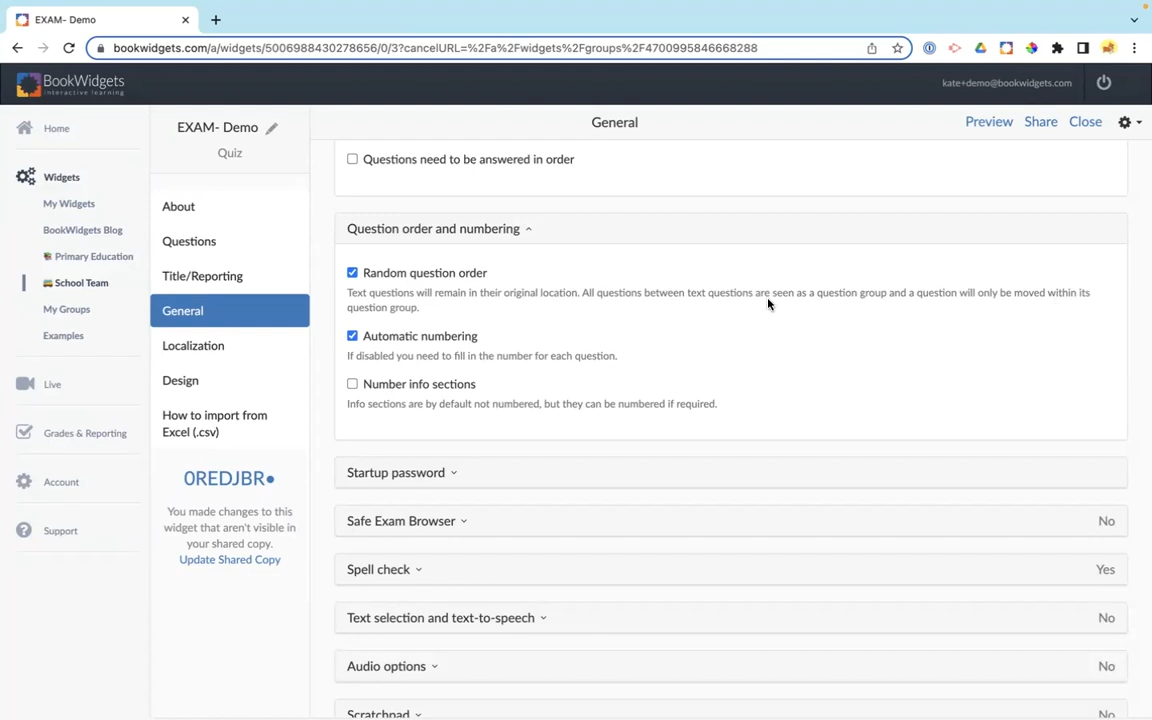 EXAM- Demo
bookwidgets.com/a/widgets/5006988430278656/0/3?cancelURL=%2Fa%2Fwidgets%2Fgroups%2F4700995846668288
BookWidgets
interactive learning
kate+demo@bookwidgets.com
Home
Widgets
My Widgets
BookWidgets Blog
Primary Education
School Team
My Groups
Examples
Live
Grades & Reporting
Account
Support
EXAM- Demo
Quiz
About
Questions
Title/Reporting
General
Localization
Design
How to import from
Excel (.csv)
0REDJBR•
You made changes to this
widget that aren't visible in
your shared copy.
Update Shared Copy
General
Preview
Share
Close
Questions need to be answered in order
Question order and numbering
Random question order
Text questions will remain in their original location. All questions between text questions are seen as a question group and a question will only be moved within its
question group.
Automatic numbering
If disabled you need to fill in the number for each question.
Number info sections
Info sections are by default not numbered, but they can be numbered if required.
Startup password
Safe Exam Browser No
Spell check Yes
Text selection and text-to-speech No
Audio options No
Scratchpad No